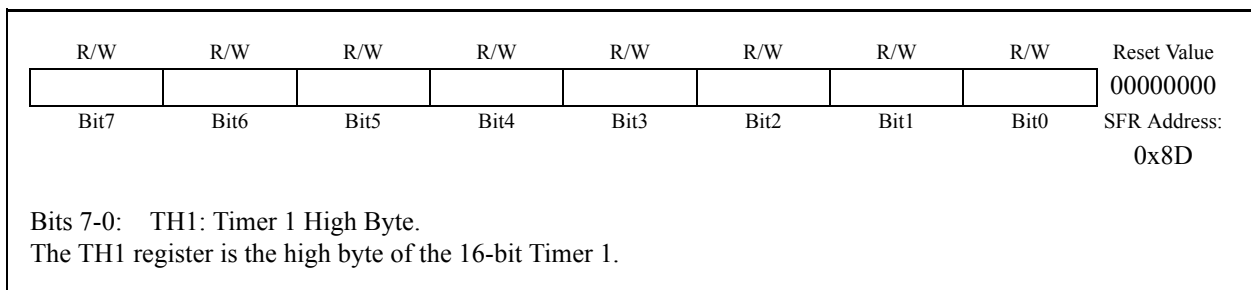 R/W R/W R/W R/W R/W R/W R/W R/W Reset Value
00000000
Bit7 Bit6 Bit5 Bit4 Bit3 Bit2 Bit1 Bit0 SFR Address:
0x8D
Bits 7-0: TH1: Timer 1 High Byte.
The TH1 register is the high byte of the 16-bit Timer 1.